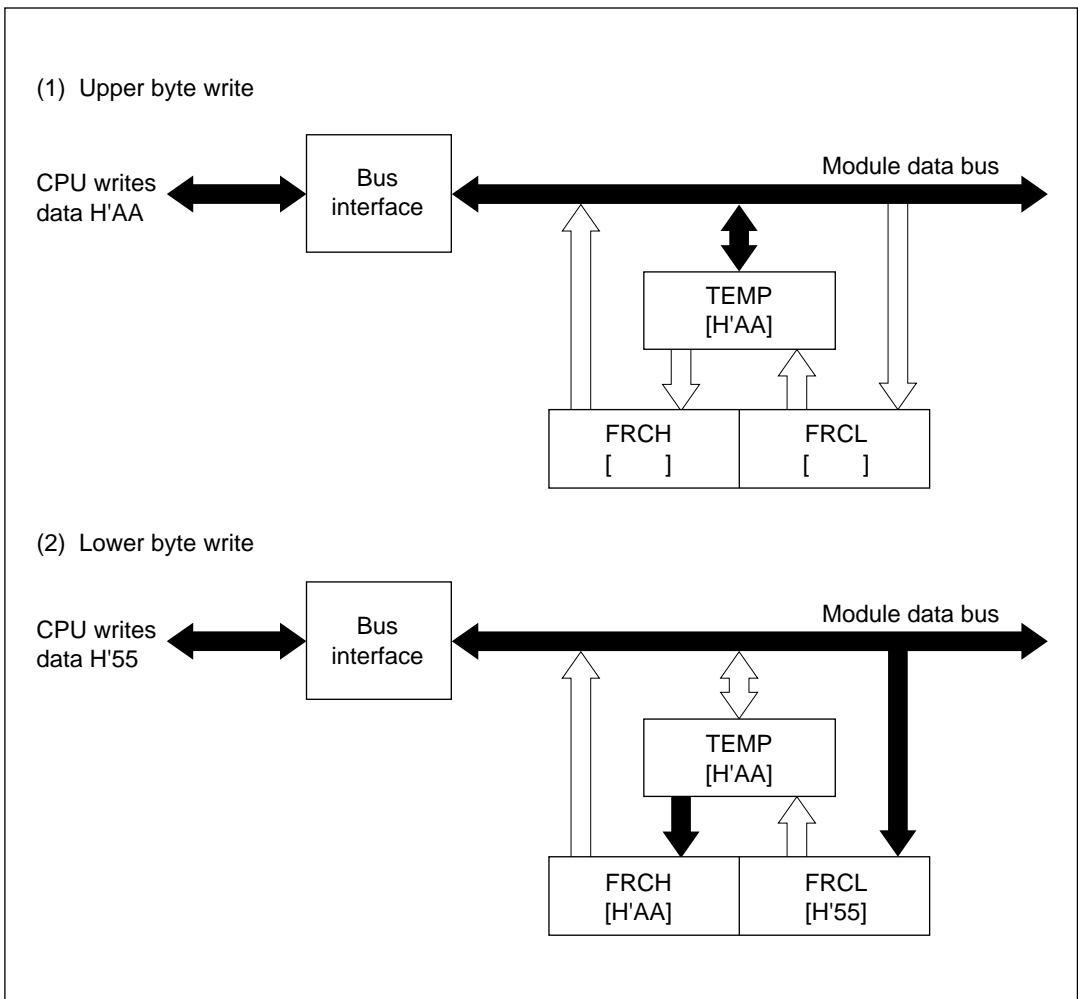 (1) Upper byte write
CPU writes
data H'AA
Bus
interface
Module data bus
TEMP
[H'AA]
FRCH
[ ]
FRCL
[ ]
(2) Lower byte write
CPU writes
data H'55
Bus
interface
Module data bus
TEMP
[H'AA]
FRCH
[H'AA]
FRCL
[H'55]